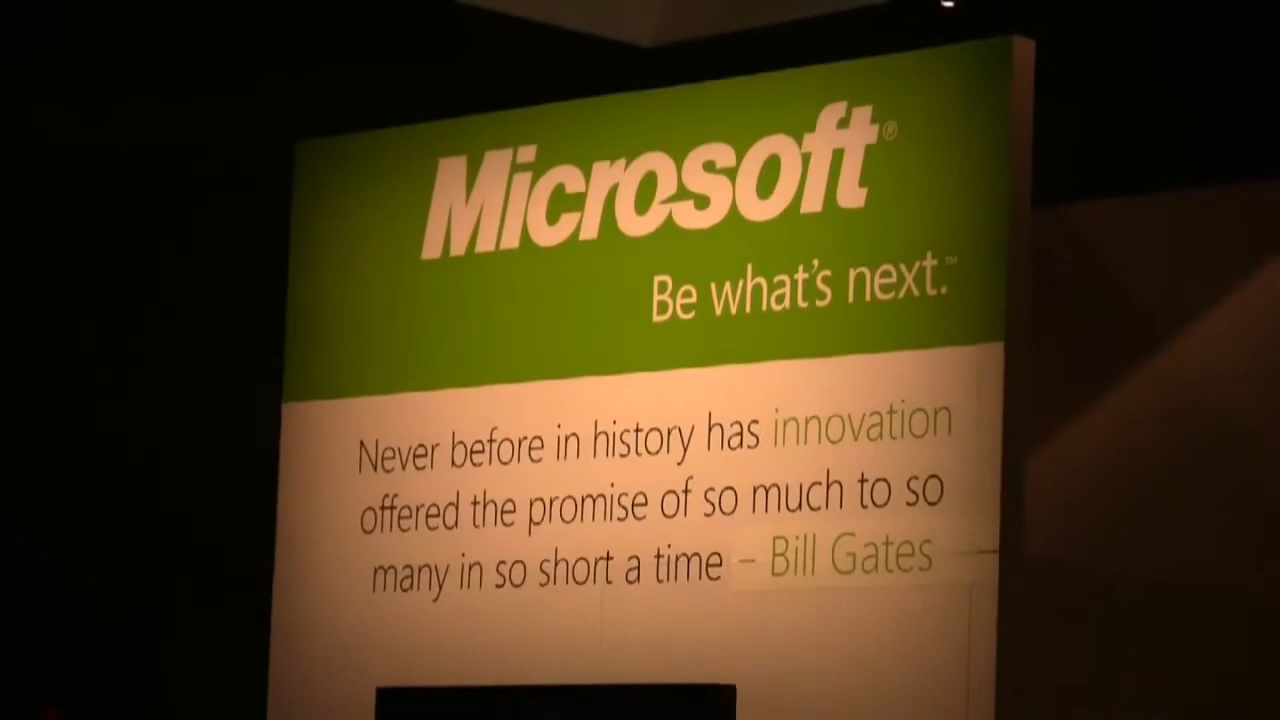 Microsoft®
Be what's next.™
Never before in history has innovation
offered the promise of so much to so
many in so short a time – Bill Gates